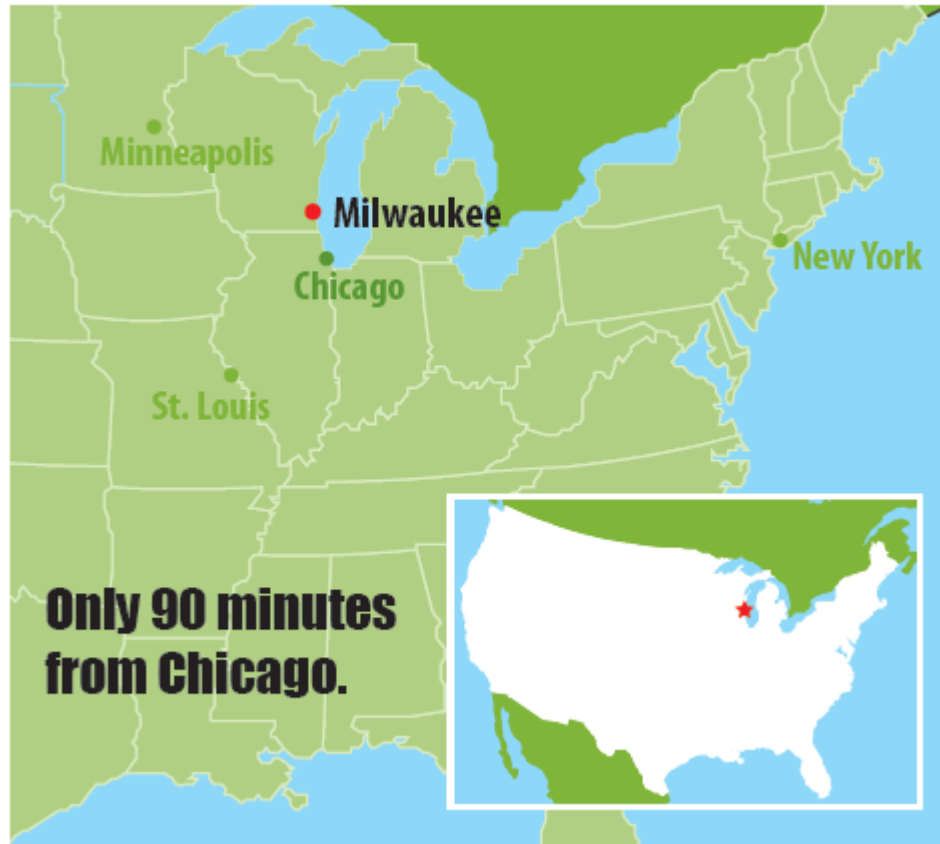 Minneapolis
Milwaukee
New York
Chicago
St. Louis
Only 90 minutes
from Chicago.